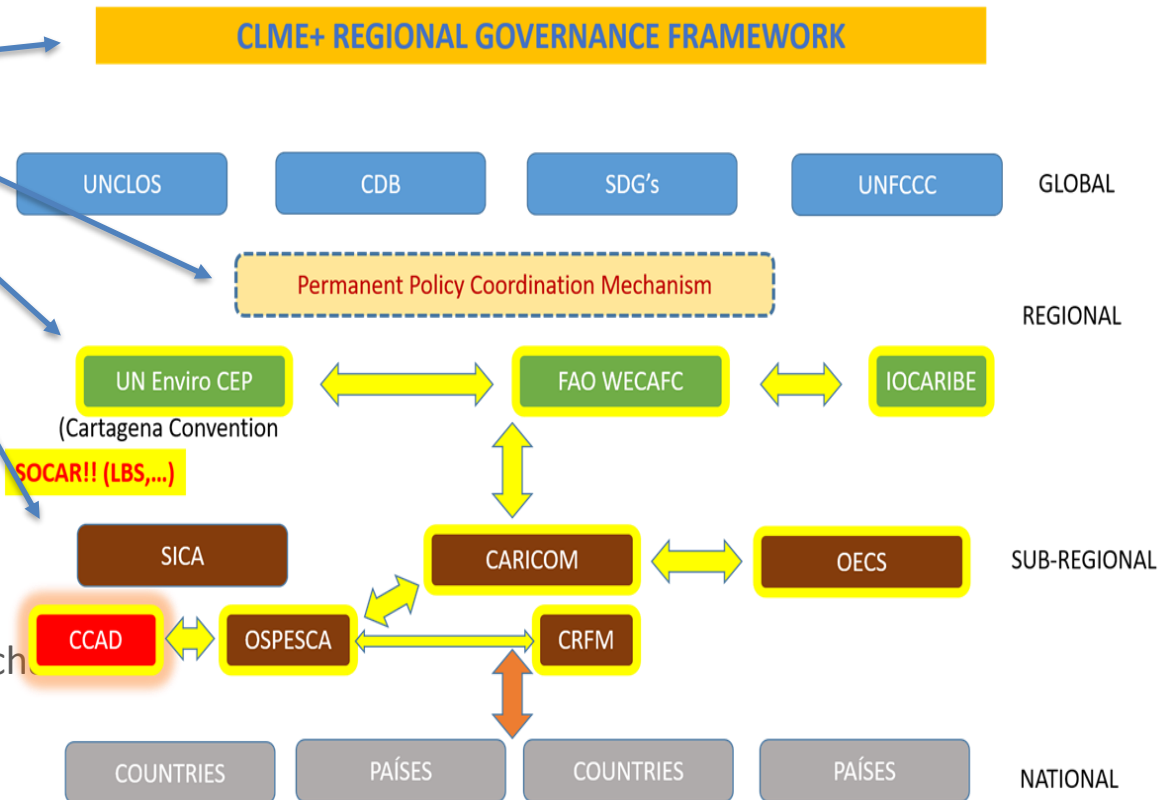 CLME+ REGIONAL GOVERNANCE FRAMEWORK
UNCLOS CDB SDG's UNFCCC GLOBAL
Permanent Policy Coordination Mechanism
REGIONAL
UN Enviro CEP FAO WECAFC IOCARIBE
(Cartagena Convention
SOCAR!! (LBS,...)
SICA CARICOM OECS SUB-REGIONAL
CCAD OSPESCA CRFM
COUNTRIES PAÍSES COUNTRIES PAÍSES NATIONAL